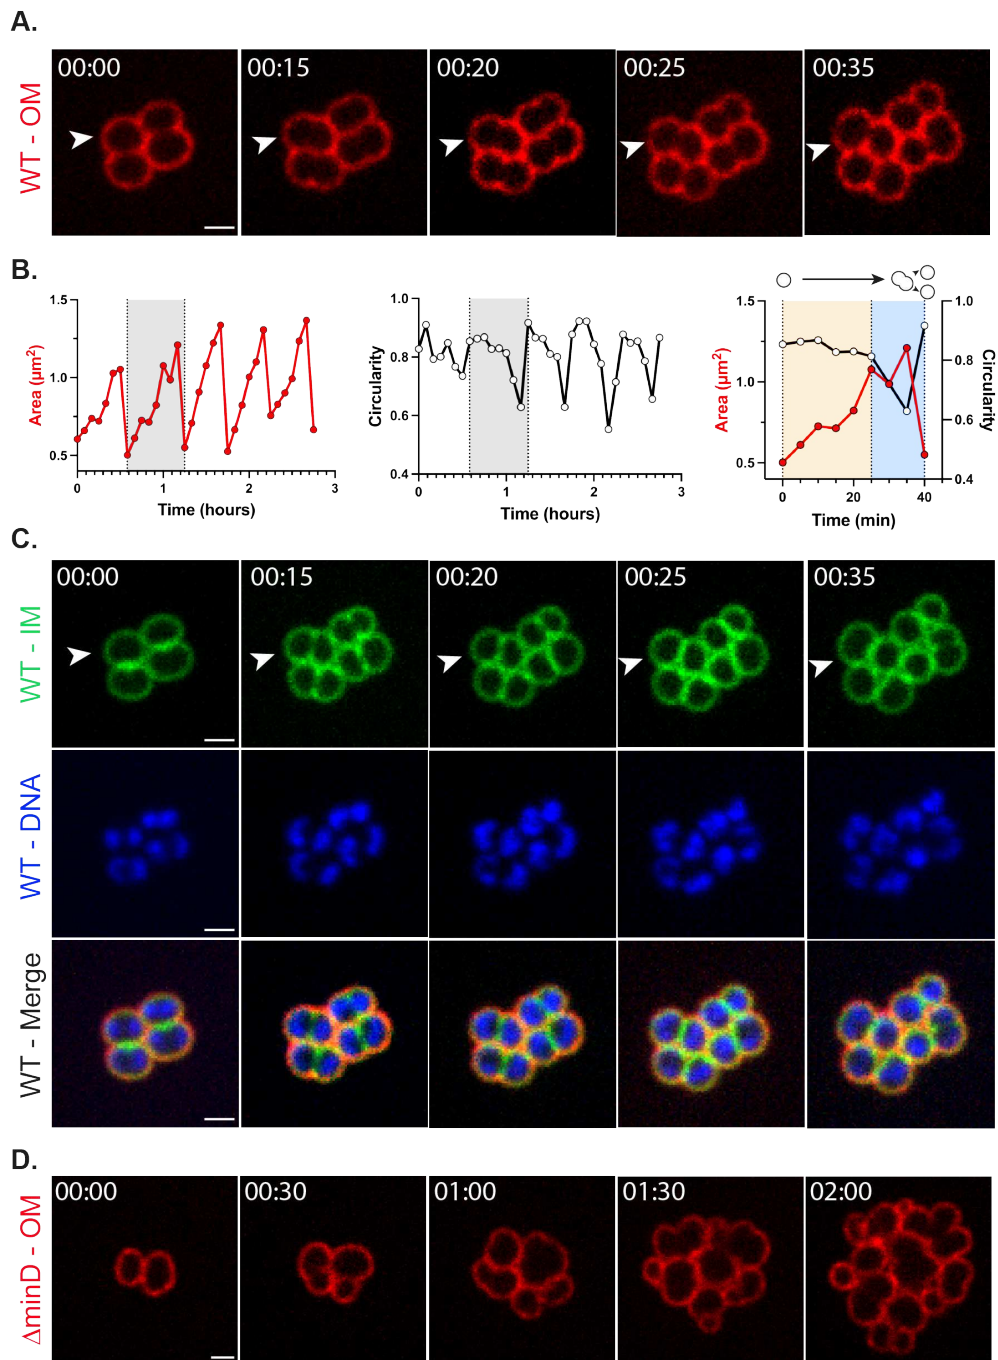 A.
WT - OM
00:00
00:15
00:20
00:25
00:35
B.
Area (µm²)
1.5
1.0
0.5
0
1
2
3
Time (hours)
Circularity
1.0
0.8
0.6
0.4
0
1
2
3
Time (hours)
Area (µm²)
1.5
1.0
0.5
0
20
40
Time (min)
1.0
0.8
0.6
0.4
Circularity
C.
WT - IM
00:00
00:15
00:20
00:25
00:35
WT - DNA
WT - Merge
D.
ΔminD - OM
00:00
00:30
01:00
01:30
02:00